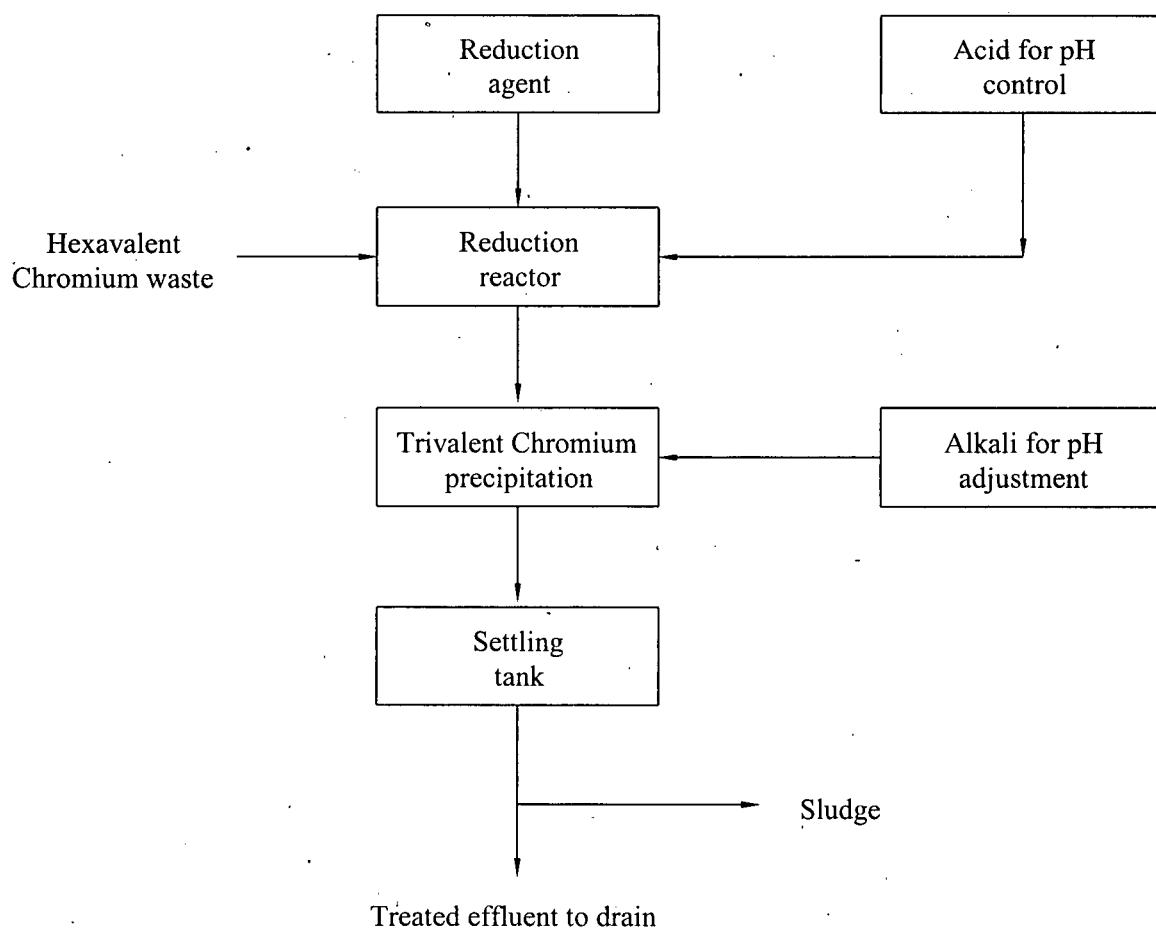 Reduction
agent
Acid for pH
control
Hexavalent
Chromium waste
Reduction
reactor
Trivalent Chromium
precipitation
Alkali for pH
adjustment
Settling
tank
Sludge
Treated effluent to drain